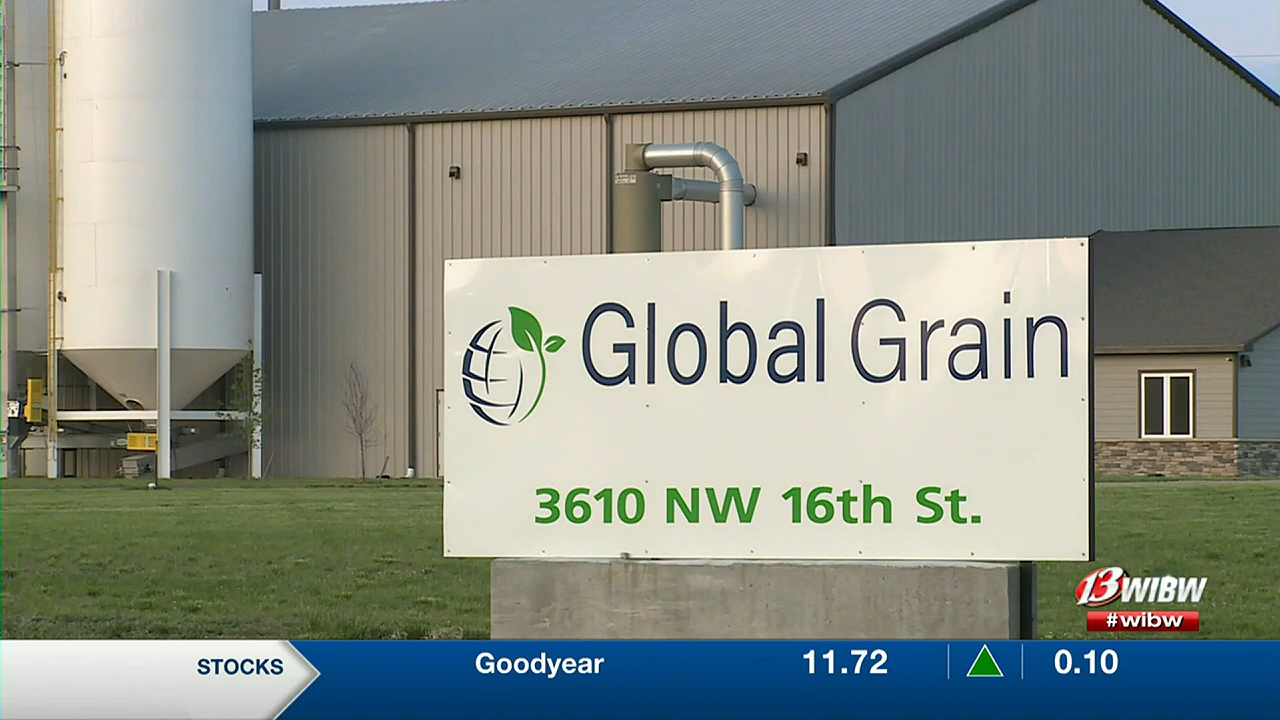 Global Grain
3610 NW 16th St.
13 WIBW
#wibw
STOCKS Goodyear 11.72 0.10